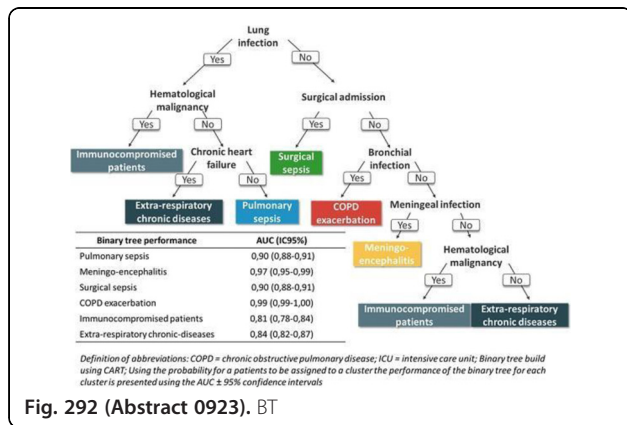 Lung
infection
Yes
No
Hematological
malignancy
Surgical admission
Yes
No
Yes
No
Immunocompromised
patients
Chronic heart
failure
Surgical
sepsis
Bronchial
infection
Yes
No
Yes
No
Extra-respiratory
chronic diseases
Pulmonary
sepsis
COPD
exacerbation
Meningeal infection
Yes
No
Meningo-
encephalitis
Hematological
malignancy
Yes
No
Immunocompromised
patients
Extra-respiratory
chronic diseases
Binary tree performance AUC (IC95%)
Pulmonary sepsis 0,90 (0,88-0,91)
Meningo-encephalitis 0,97 (0,95-0,99)
Surgical sepsis 0,90 (0,88-0,91)
COPD exacerbation 0,99 (0,99-1,00)
Immunocompromised patients 0,81 (0,78-0,84)
Extra-respiratory chronic-diseases 0,84 (0,82-0,87)
Definition of abbreviations: COPD = chronic obstructive pulmonary disease; ICU = intensive care unit; Binary tree build
using CART; Using the probability for a patients to be assigned to a cluster the performance of the binary tree for each
cluster is presented using the AUC ± 95% confidence intervals
Fig. 292 (Abstract 0923). BT